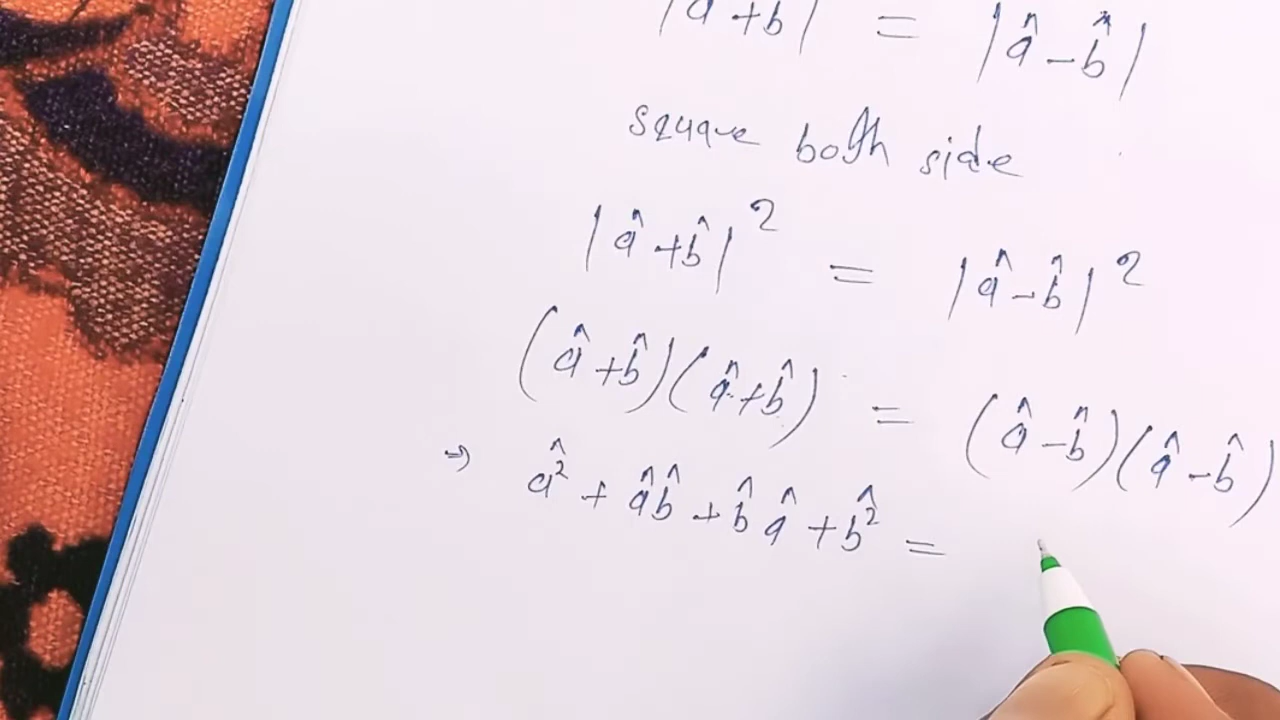 |a+b| = |â-b̂|
square both side
|â+b̂|² = |â-b̂|²
(â+b̂)(â+b̂) = (â-b̂)(â-b̂)
→ â² + âb̂ + b̂â + b̂² =